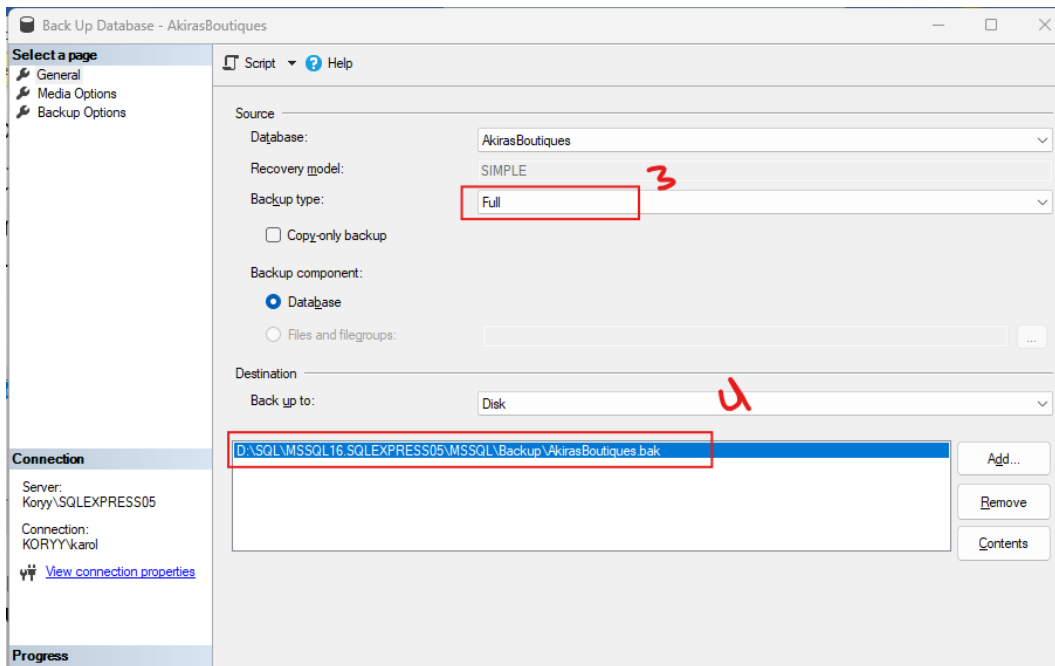 Back Up Database - AkirasBoutiques
Select a page
General
Media Options
Backup Options
Script
Help
Source
Database:
AkirasBoutiques
Recovery model:
SIMPLE
3
Backup type:
Full
Copy-only backup
Backup component:
Database
Files and filegroups:
...
Destination
4
Back up to:
Disk
D:\SQL\MSSQL16.SQLEXPRESS05\MSSQL\Backup\AkirasBoutiques.bak
Add...
Remove
Contents
Connection
Server:
Koryy\SQLEXPRESS05
Connection:
KORYY\karol
View connection properties
Progress